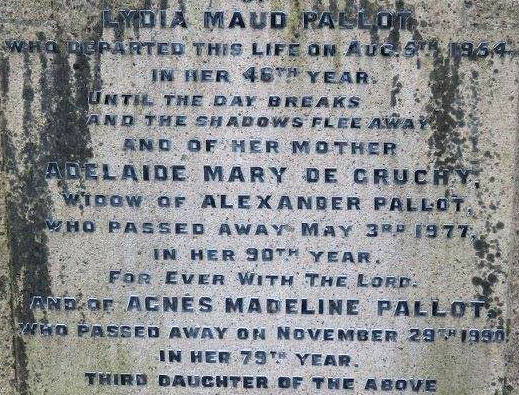 OF
LYDIA MAUD PALLOT
WHO DEPARTED THIS LIFE ON AUG. 5TH 1954
IN HER 46TH YEAR.
UNTIL THE DAY BREAKS
AND THE SHADOWS FLEE AWAY
AND OF HER MOTHER
ADELAIDE MARY DE GRUCHY,
WIDOW OF ALEXANDER PALLOT,
WHO PASSED AWAY MAY 3RD 1977,
IN HER 90TH YEAR.
FOR EVER WITH THE LORD.
AND OF AGNES MADELINE PALLOT,
WHO PASSED AWAY ON NOVEMBER 29TH 1990
IN HER 79TH YEAR.
THIRD DAUGHTER OF THE ABOVE